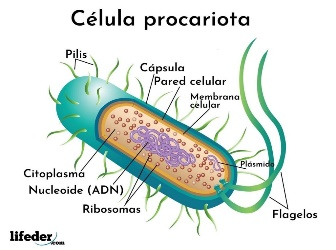 Célula procariota
Pilis
Cápsula
Pared celular
Membrana
celular
Plásmido
Citoplasma
Nucleoide (ADN)
Ribosomas
Flagelos
lifeder
.com